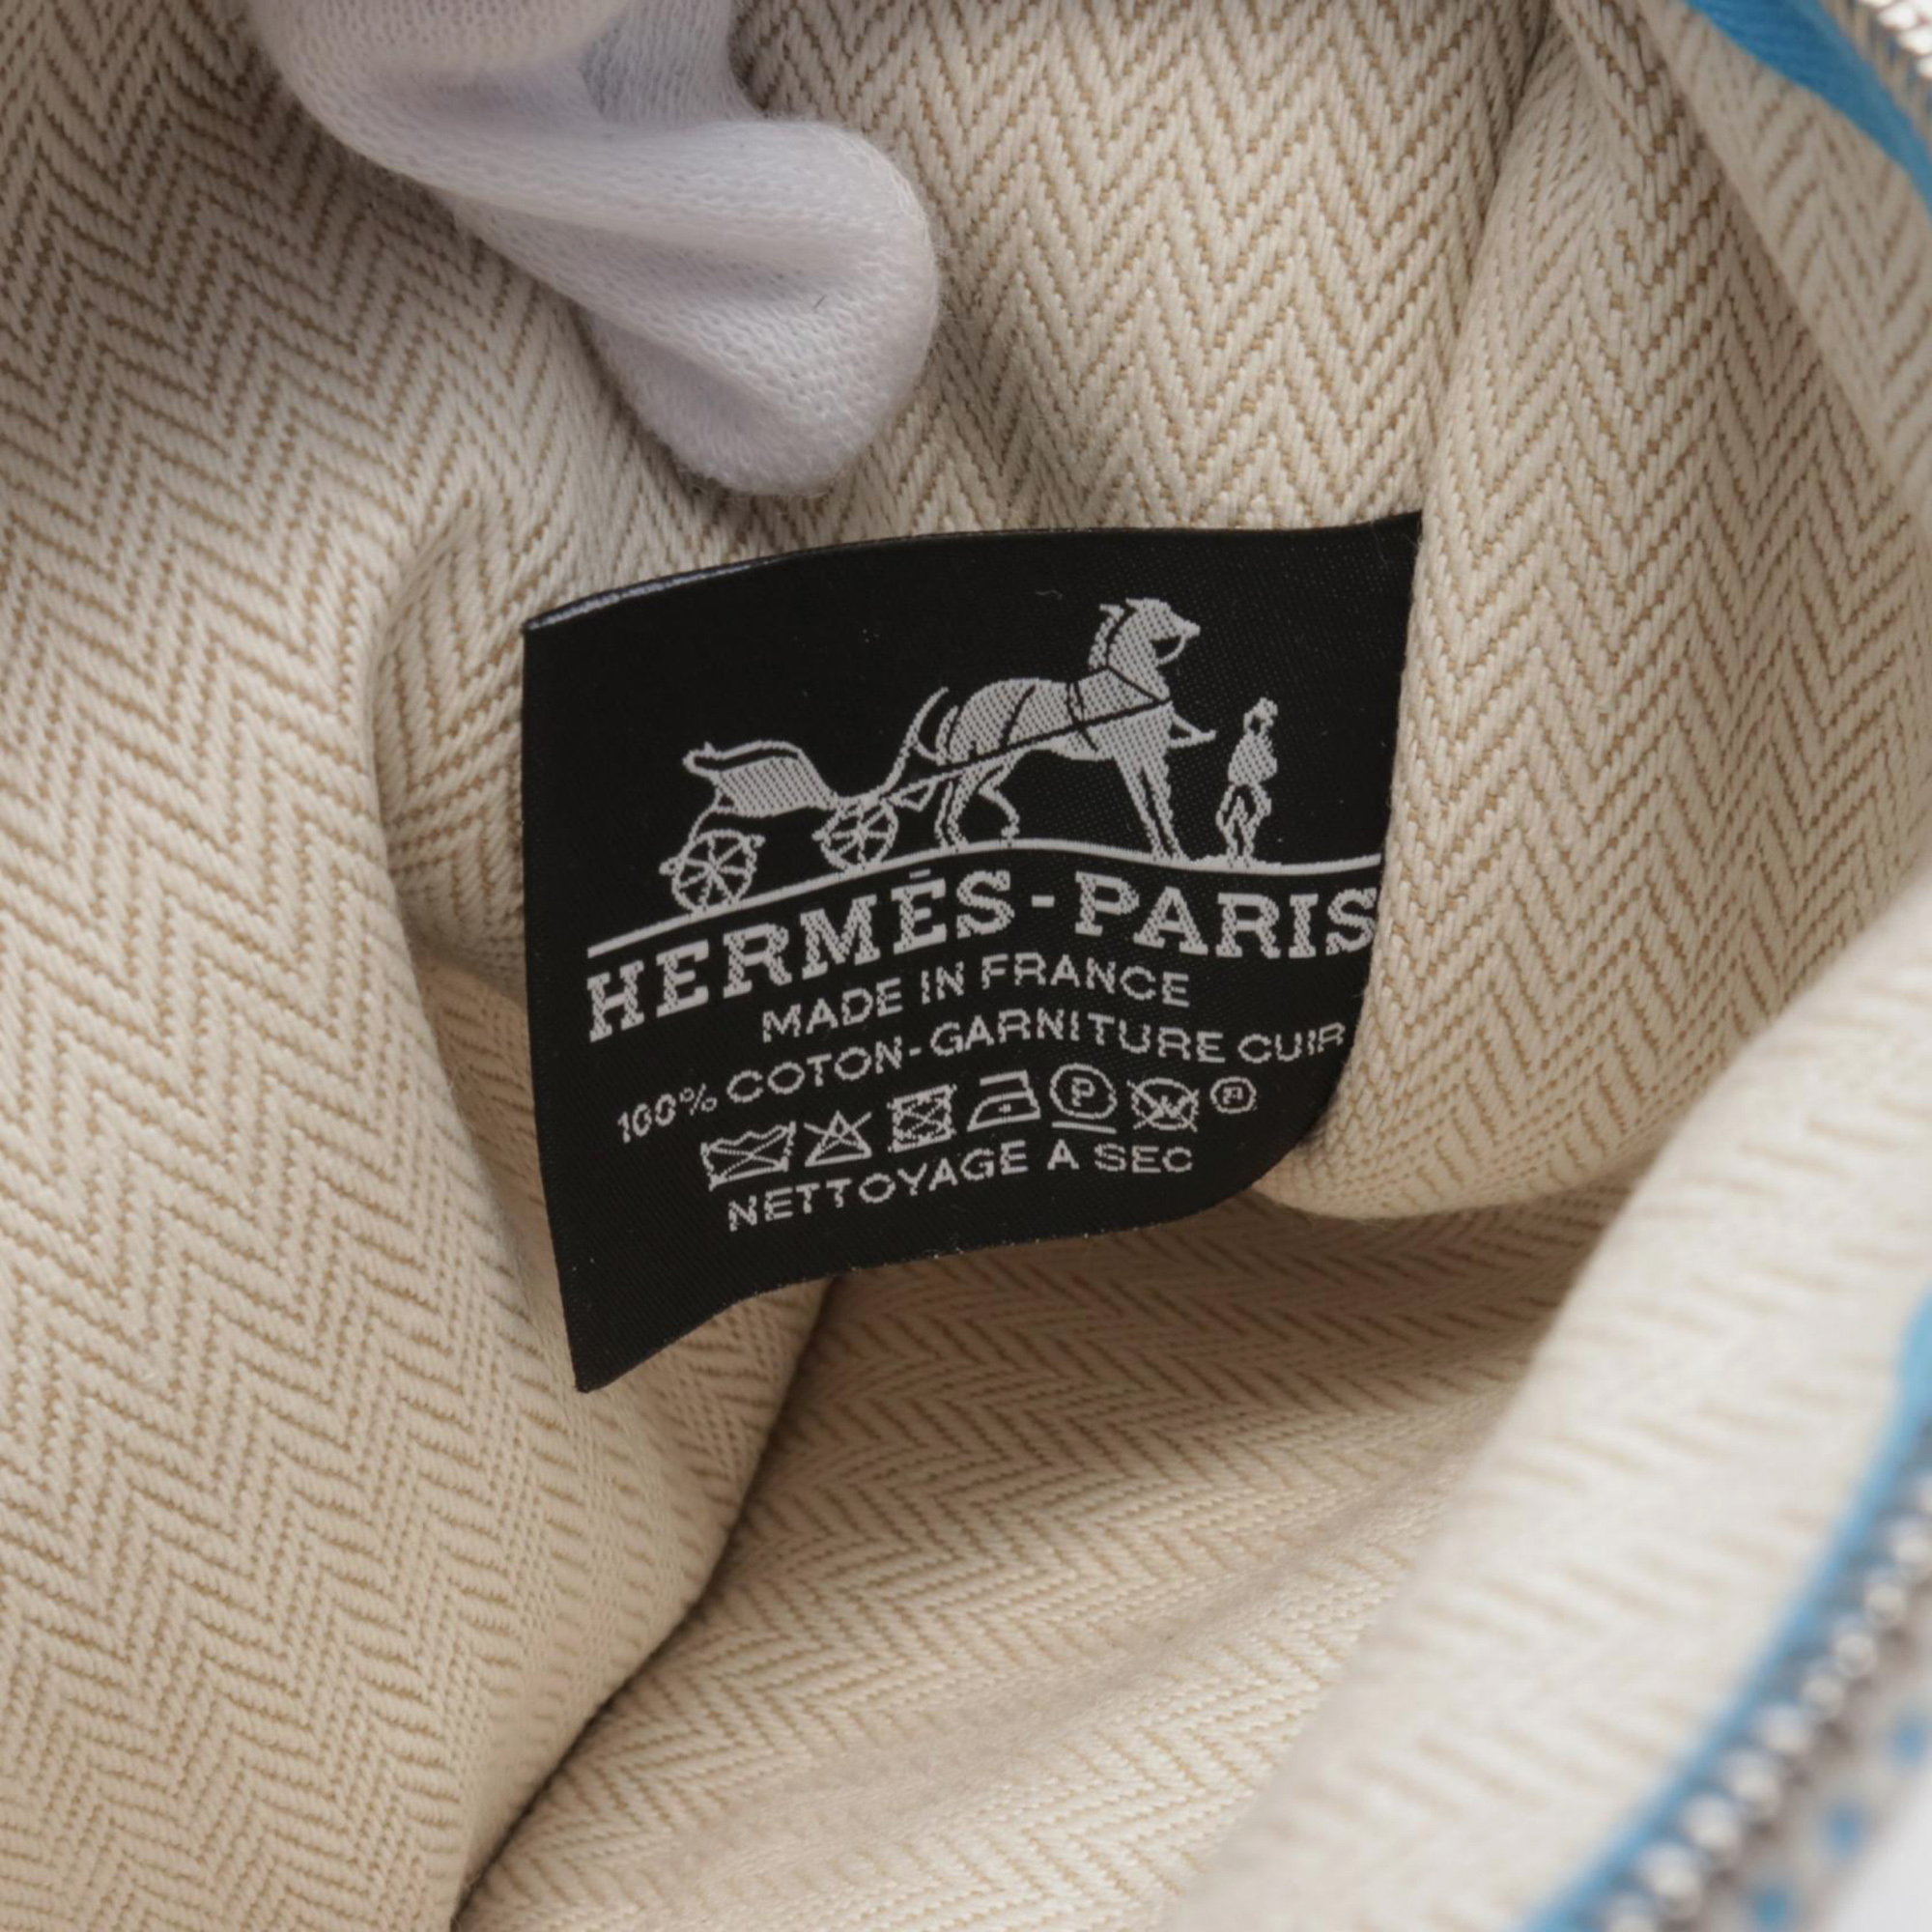 HERMÈS-PARIS
MADE IN FRANCE
100% COTON-GARNITURE CUIR
P
NETTOYAGE A SEC